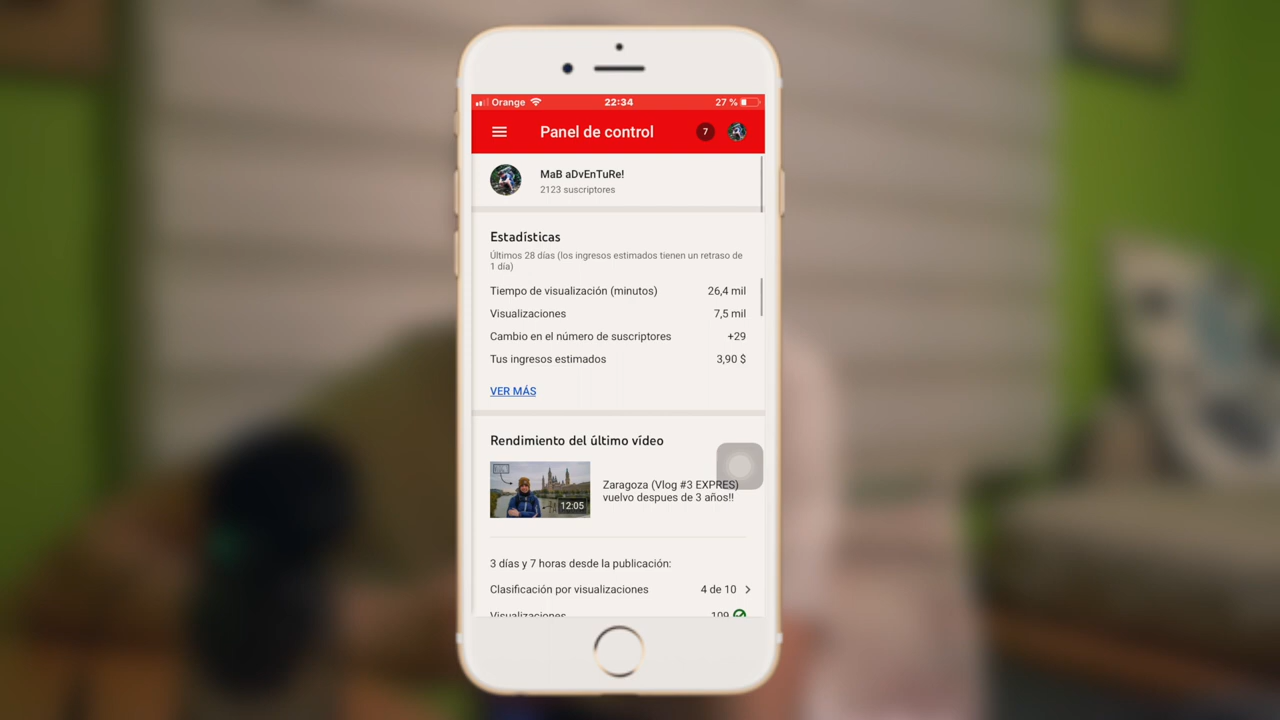 Orange 22:34 27 %
Panel de control 7
MaB aDvEnTuRe!
2123 suscriptores
Estadísticas
Últimos 28 días (los ingresos estimados tienen un retraso de
1 día)
Tiempo de visualización (minutos) 26,4 mil
Visualizaciones 7,5 mil
Cambio en el número de suscriptores +29
Tus ingresos estimados 3,90 $
VER MÁS
Rendimiento del último vídeo
12:05
Zaragoza (Vlog #3 EXPRES)
vuelvo despues de 3 años!!
3 días y 7 horas desde la publicación:
Clasificación por visualizaciones 4 de 10
Visualizaciones 109